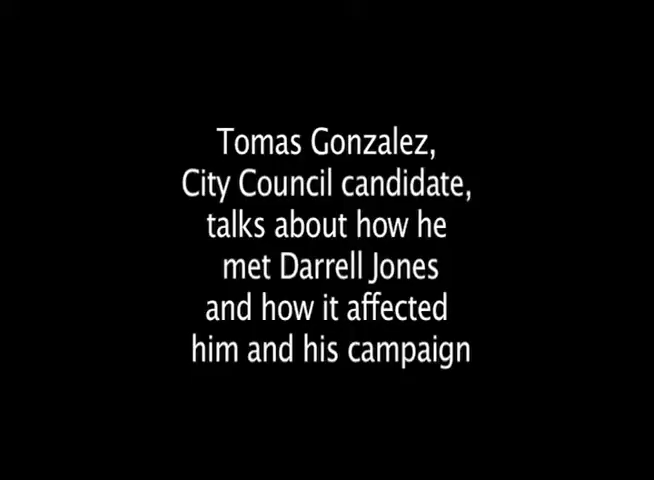 Tomas Gonzalez,
City Council candidate,
talks about how he
met Darrell Jones
and how it affected
him and his campaign